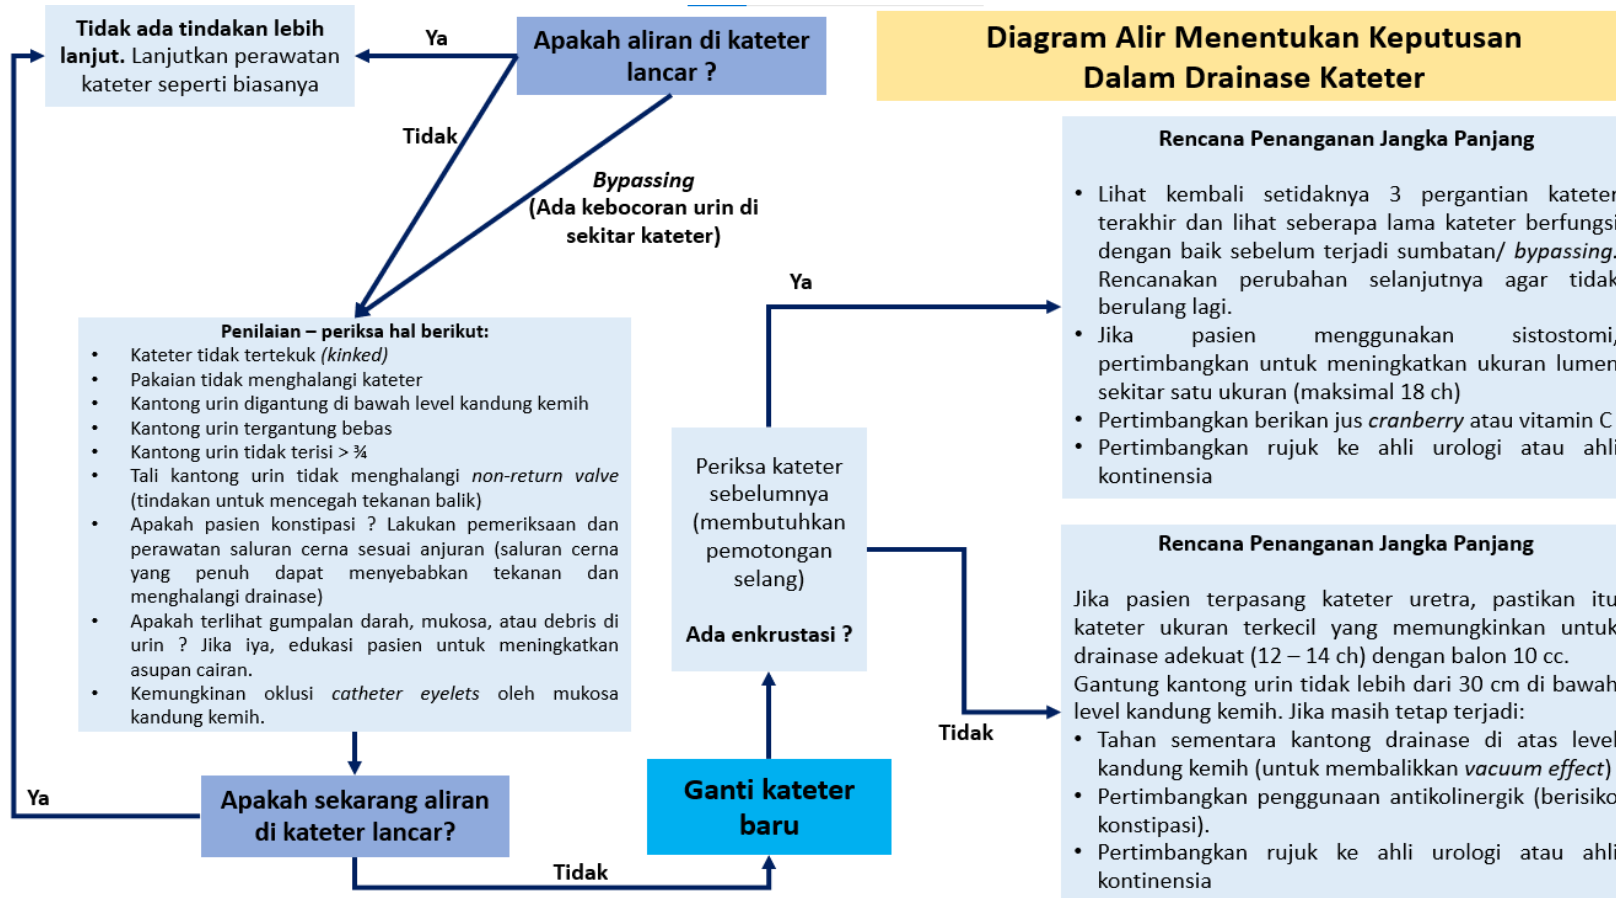 Tidak ada tindakan lebih
lanjut. Lanjutkan perawatan
kateter seperti biasanya
Ya
Apakah aliran di kateter
lancar ?
Diagram Alir Menentukan Keputusan
Dalam Drainase Kateter
Tidak
Bypassing
(Ada kebocoran urin di
sekitar kateter)
Penilaian – periksa hal berikut:
• Kateter tidak tertekuk (kinked)
• Pakaian tidak menghalangi kateter
• Kantong urin digantung di bawah level kandung kemih
• Kantong urin tergantung bebas
• Kantong urin tidak terisi > ¾
• Tali kantong urin tidak menghalangi non-return valve
(tindakan untuk mencegah tekanan balik)
• Apakah pasien konstipasi ? Lakukan pemeriksaan dan
perawatan saluran cerna sesuai anjuran (saluran cerna
yang penuh dapat menyebabkan tekanan dan
menghalangi drainase)
• Apakah terlihat gumpalan darah, mukosa, atau debris di
urin ? Jika iya, edukasi pasien untuk meningkatkan
asupan cairan.
• Kemungkinan oklusi catheter eyelets oleh mukosa
kandung kemih.
Ya
Apakah sekarang aliran
di kateter lancar?
Tidak
Ganti kateter
baru
Periksa kateter
sebelumnya
(membutuhkan
pemotongan
selang)
Ada enkrustasi ?
Ya
Rencana Penanganan Jangka Panjang
• Lihat kembali setidaknya 3 pergantian kateter
terakhir dan lihat seberapa lama kateter berfungsi
dengan baik sebelum terjadi sumbatan/ bypassing.
Rencanakan perubahan selanjutnya agar tidak
berulang lagi.
• Jika pasien menggunakan sistostomi,
pertimbangkan untuk meningkatkan ukuran lumen
sekitar satu ukuran (maksimal 18 ch)
• Pertimbangkan berikan jus cranberry atau vitamin C
• Pertimbangkan rujuk ke ahli urologi atau ahli
kontinensia
Tidak
Rencana Penanganan Jangka Panjang
Jika pasien terpasang kateter uretra, pastikan itu
kateter ukuran terkecil yang memungkinkan untuk
drainase adekuat (12 – 14 ch) dengan balon 10 cc.
Gantung kantong urin tidak lebih dari 30 cm di bawah
level kandung kemih. Jika masih tetap terjadi:
• Tahan sementara kantong drainase di atas level
kandung kemih (untuk membalikkan vacuum effect)
• Pertimbangkan penggunaan antikolinergik (berisiko
konstipasi).
• Pertimbangkan rujuk ke ahli urologi atau ahli
kontinensia